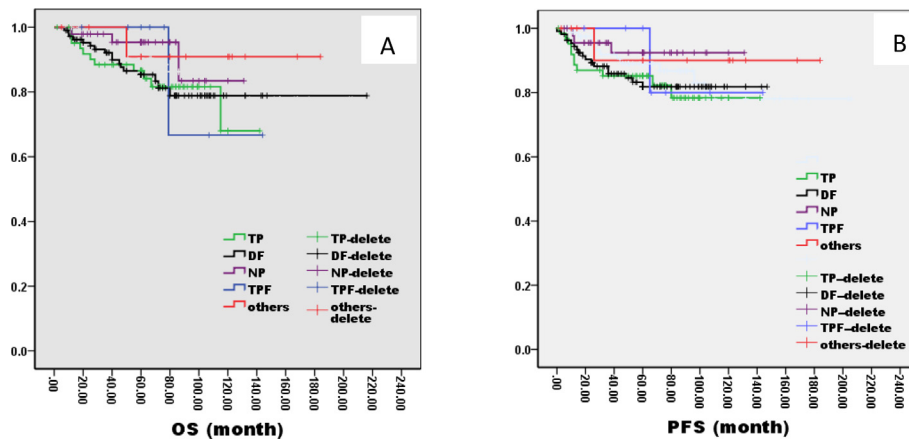 A
1.0
0.8
0.6
0.4
0.2
0.0
TP
DF
NP
TPF
others
TP-delete
DF-delete
NP-delete
TPF-delete
others-
delete
.00
20.00
40.00
60.00
80.00
100.00
120.00
140.00
160.00
180.00
200.00
220.00
240.00
OS (month)
B
1.0
0.8
0.6
0.4
0.2
0.0
TP
DF
NP
TPF
others
TP-delete
DF-delete
NP-delete
TPF-delete
others-delete
.00
20.00
40.00
60.00
80.00
100.00
120.00
140.00
160.00
180.00
200.00
220.00
240.00
PFS (month)